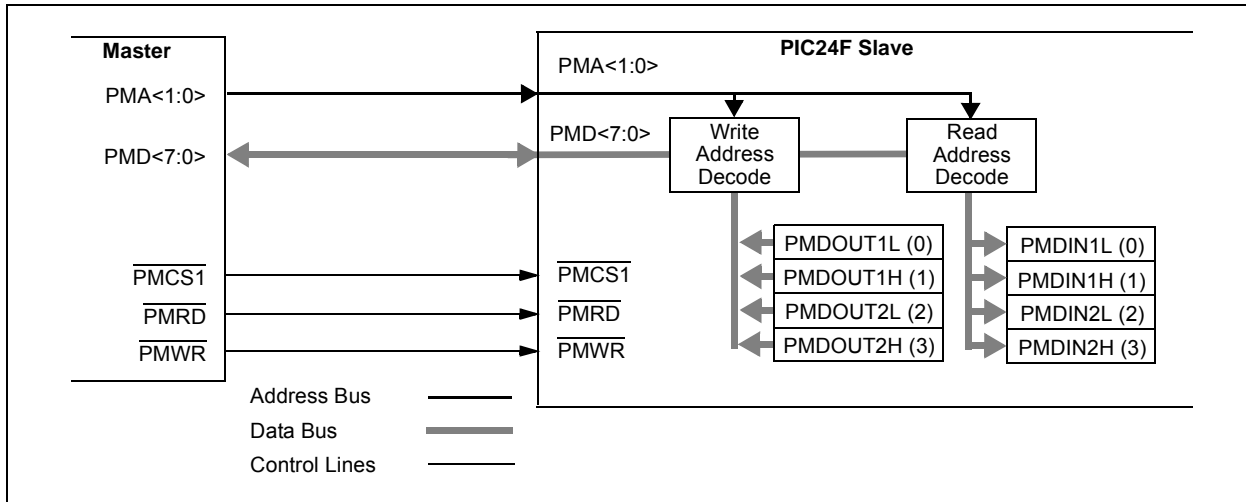 Master
PIC24F Slave
PMA<1:0>
PMA<1:0>
PMD<7:0>
PMD<7:0>
Write
Address
Decode
Read
Address
Decode
PMDOUT1L (0)
PMDOUT1H (1)
PMDOUT2L (2)
PMDOUT2H (3)
PMDIN1L (0)
PMDIN1H (1)
PMDIN2L (2)
PMDIN2H (3)
PMCS1
PMCS1
PMRD
PMRD
PMWR
PMWR
Address Bus
Data Bus
Control Lines